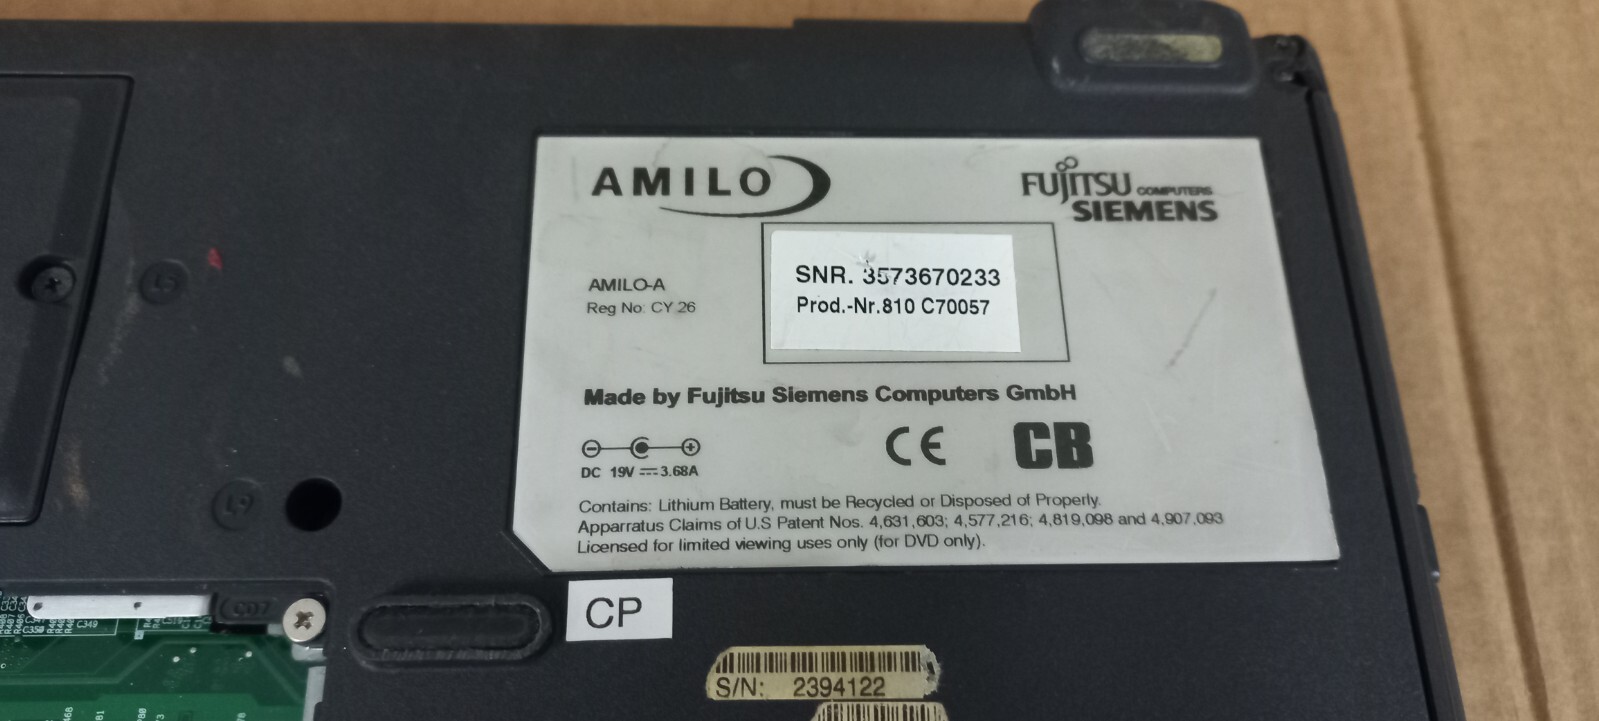 AMILO
FUJITSU COMPUTERS
SIEMENS
SNR. 3573670233
Prod.-Nr.810 C70057
AMILO-A
Reg No: CY 26
Made by Fujitsu Siemens Computers GmbH
CE CB
DC 19V 3.68A
Contains: Lithium Battery, must be Recycled or Disposed of Properly.
Apparratus Claims of U.S Patent Nos. 4,631,603; 4,577,216; 4,819,098 and 4,907,093
Licensed for limited viewing uses only (for DVD only).
L5
L9
CP
S/N: 2394122
C349